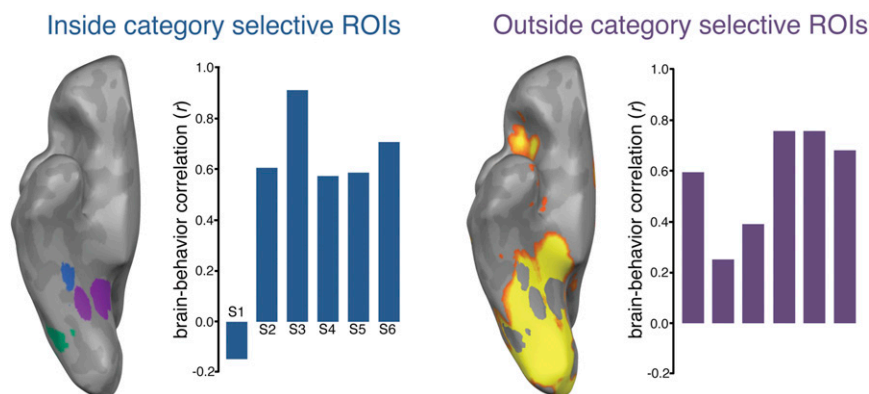 Inside category selective ROIs
brain-behavior correlation (r)
1.0
0.8
0.6
0.4
0.2
0.0
-0.2
S1
S2 S3 S4 S5 S6
Outside category selective ROIs
brain-behavior correlation (r)
1.0
0.8
0.6
0.4
0.2
0.0
-0.2